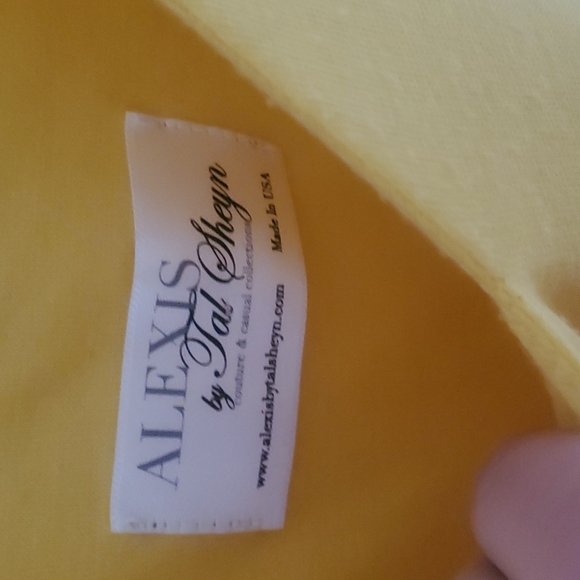 ALEXIS
by Tal Sheyn
couture & casual collections
www.alexisbytalsheyn.com Made In USA